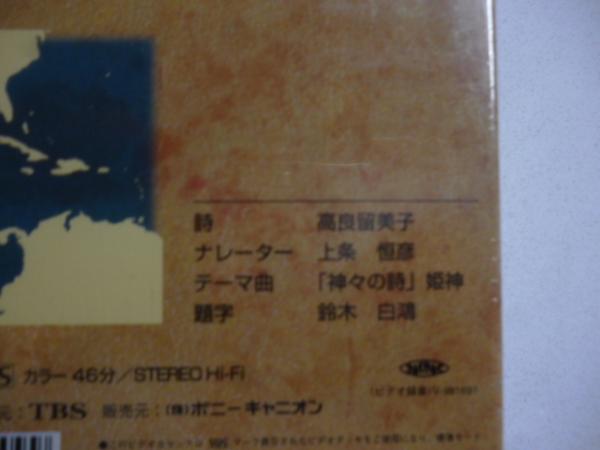 詩 高良留美子
ナレーター 上条 恒彦
テーマ曲 「神々の詩」姫神
題字 鈴木 白鴻
S カラー 46分/STEREO Hi-Fi
元:TBS 販売元:(株)ポニーキャニオン